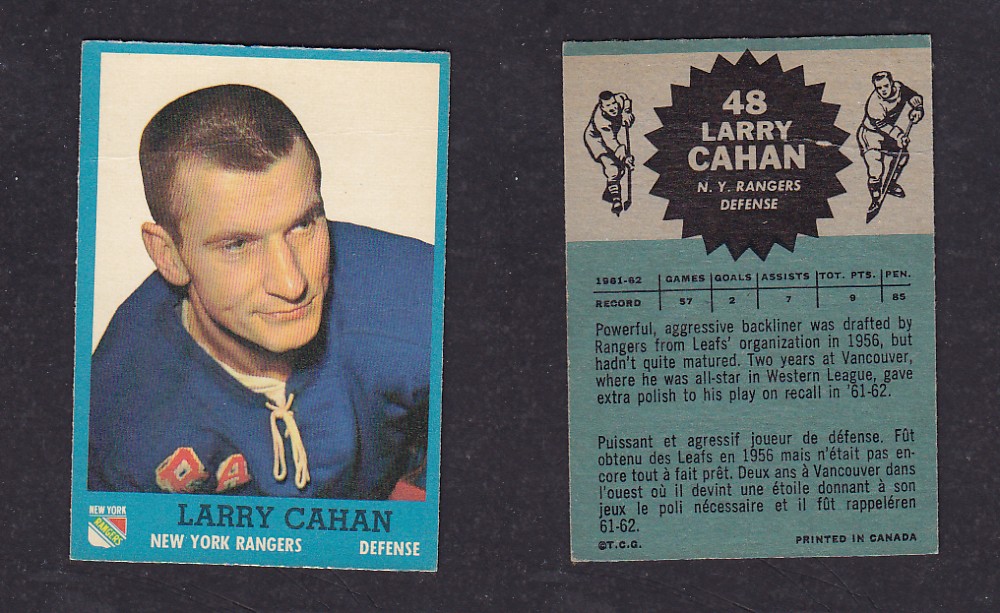 RA
NEW YORK
RANGERS
LARRY CAHAN
NEW YORK RANGERS DEFENSE
48
LARRY
CAHAN
N. Y. RANGERS
DEFENSE
1961-62 GAMES GOALS ASSISTS TOT. PTS. PEN.
RECORD 57 2 7 9 85
Powerful, aggressive backliner was drafted by
Rangers from Leafs' organization in 1956, but
hadn't quite matured. Two years at Vancouver,
where he was all-star in Western League, gave
extra polish to his play on recall in '61-62.
Puissant et agressif joueur de défense. Fût
obtenu des Leafs en 1956 mais n'était pas en-
core tout à fait prêt. Deux ans à Vancouver dans
l'ouest où il devint une étoile donnant à son
jeux le poli nécessaire et il fût rappeléren
61-62.
©T.C.G. PRINTED IN CANADA